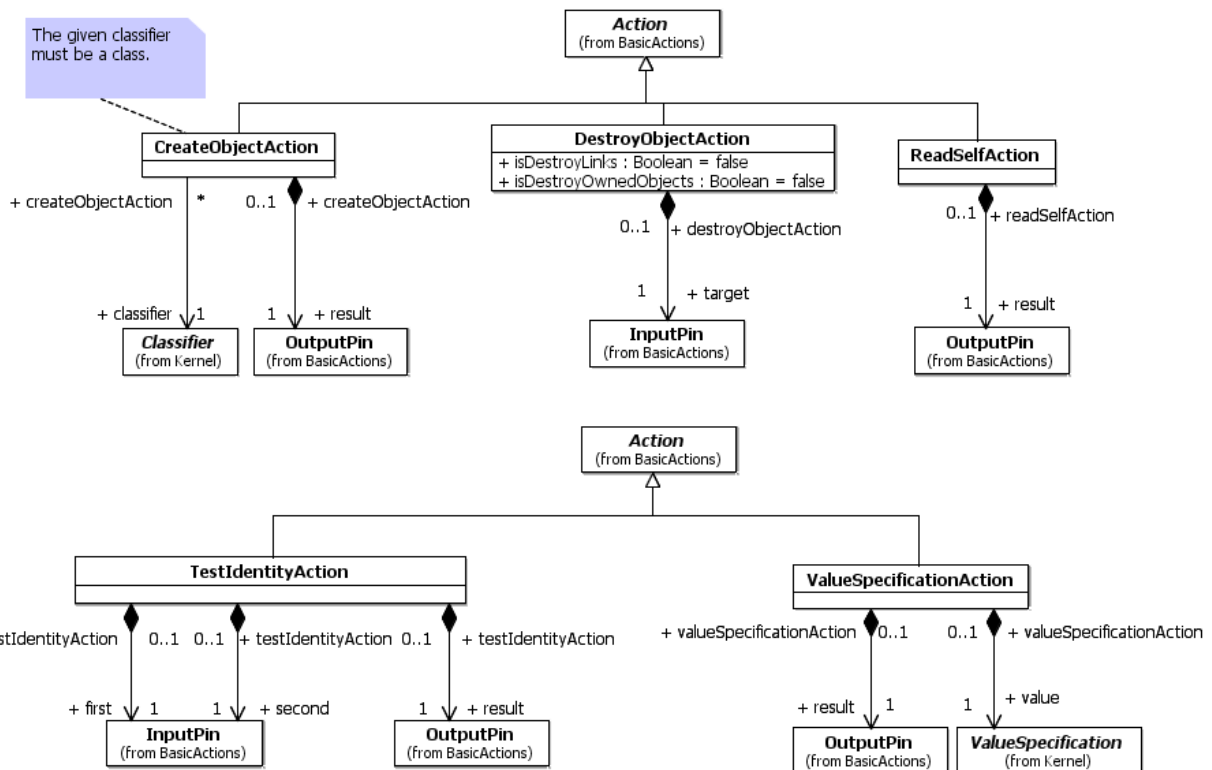 The given classifier
must be a class.
Action
(from BasicActions)
CreateObjectAction
DestroyObjectAction
+ isDestroyLinks : Boolean = false
+ isDestroyOwnedObjects : Boolean = false
ReadSelfAction
+ createObjectAction * 0..1 + createObjectAction
0..1 + destroyObjectAction
0..1 + readSelfAction
+ classifier 1 1 + result
1 + target
1 + result
Classifier
(from Kernel)
OutputPin
(from BasicActions)
InputPin
(from BasicActions)
OutputPin
(from BasicActions)
Action
(from BasicActions)
TestIdentityAction
ValueSpecificationAction
stIdentityAction 0..1 0..1 + testIdentityAction 0..1 + testIdentityAction
+ valueSpecificationAction 0..1 0..1 + valueSpecificationAction
+ first 1 1 + second 1 + result
+ result 1 1 + value
InputPin
(from BasicActions)
OutputPin
(from BasicActions)
OutputPin
(from BasicActions)
ValueSpecification
(from Kernel)